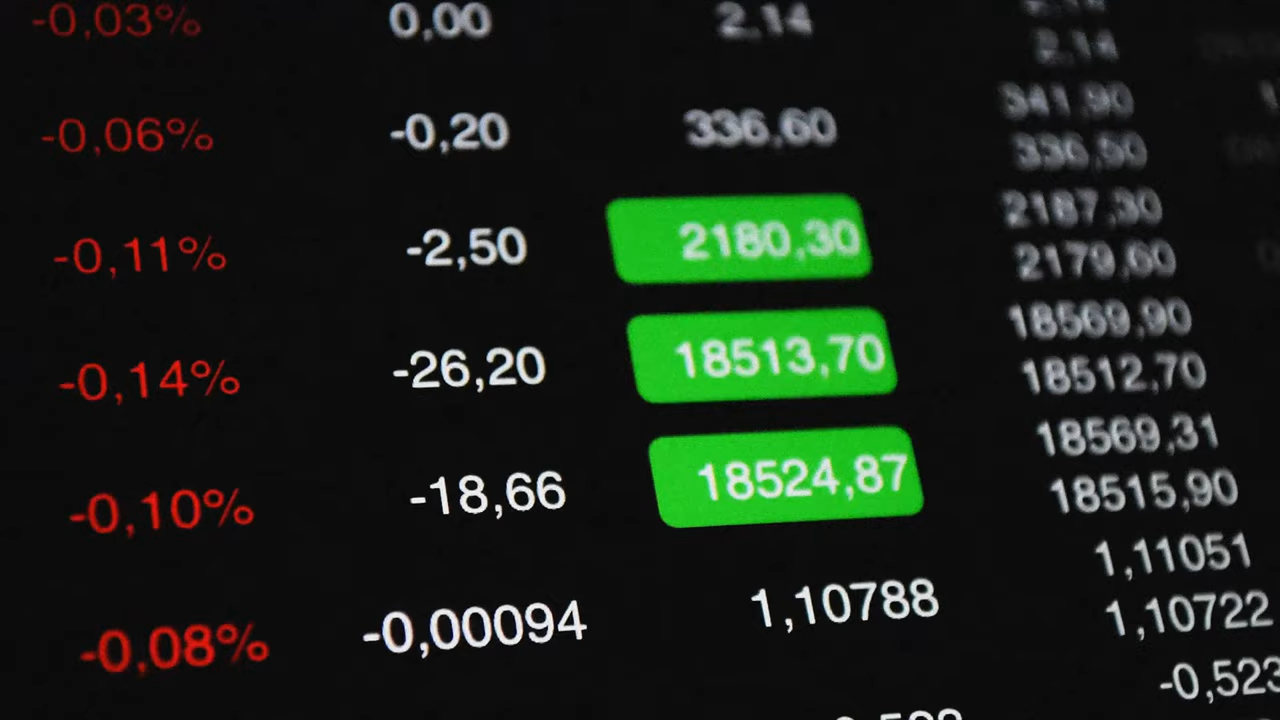 -0,03% 0,00 2,14
2,14
-0,06% -0,20 336,60 341,90
336,50
-0,11% -2,50 2180,30 2187,30
2179,60
-0,14% -26,20 18513,70 18569,90
18512,70
-0,10% -18,66 18524,87 18569,31
18515,90
-0,08% -0,00094 1,10788 1,11051
1,10722
-0,523